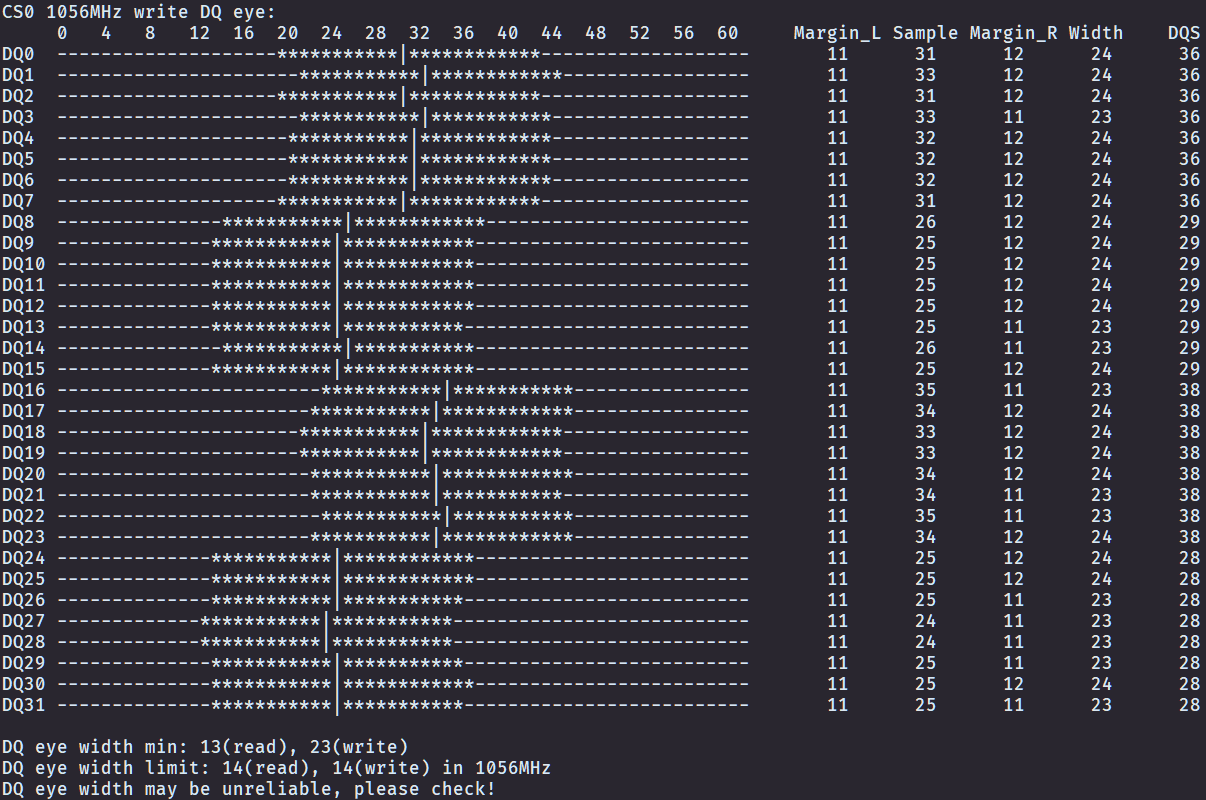 CS0 1056MHz write DQ eye:
     0   4   8   12  16  20  24  28  32  36  40  44  48  52  56  60     Margin_L Sample Margin_R Width    DQS
DQ0  --------------------***********|************-------------------       11      31      12      24      36
DQ1  ----------------------***********|************-----------------       11      33      12      24      36
DQ2  --------------------***********|************-------------------       11      31      12      24      36
DQ3  ----------------------***********|***********------------------       11      33      11      23      36
DQ4  ---------------------***********|************------------------       11      32      12      24      36
DQ5  ---------------------***********|************------------------       11      32      12      24      36
DQ6  ---------------------***********|************------------------       11      32      12      24      36
DQ7  --------------------***********|************-------------------       11      31      12      24      36
DQ8  ---------------***********|************------------------------       11      26      12      24      29
DQ9  --------------***********|************-------------------------       11      25      12      24      29
DQ10 --------------***********|************-------------------------       11      25      12      24      29
DQ11 --------------***********|************-------------------------       11      25      12      24      29
DQ12 --------------***********|************-------------------------       11      25      12      24      29
DQ13 --------------***********|***********--------------------------       11      25      11      23      29
DQ14 ---------------***********|***********-------------------------       11      26      11      23      29
DQ15 --------------***********|************-------------------------       11      25      12      24      29
DQ16 ------------------------***********|***********----------------       11      35      11      23      38
DQ17 -----------------------***********|************----------------       11      34      12      24      38
DQ18 ----------------------***********|************-----------------       11      33      12      24      38
DQ19 ----------------------***********|************-----------------       11      33      12      24      38
DQ20 -----------------------***********|************----------------       11      34      12      24      38
DQ21 -----------------------***********|***********-----------------       11      34      11      23      38
DQ22 ------------------------***********|***********----------------       11      35      11      23      38
DQ23 -----------------------***********|************----------------       11      34      12      24      38
DQ24 --------------***********|************-------------------------       11      25      12      24      28
DQ25 --------------***********|************-------------------------       11      25      12      24      28
DQ26 --------------***********|***********--------------------------       11      25      11      23      28
DQ27 -------------***********|***********---------------------------       11      24      11      23      28
DQ28 -------------***********|***********---------------------------       11      24      11      23      28
DQ29 --------------***********|***********--------------------------       11      25      11      23      28
DQ30 --------------***********|************-------------------------       11      25      12      24      28
DQ31 --------------***********|***********--------------------------       11      25      11      23      28
DQ eye width min: 13(read), 23(write)
DQ eye width limit: 14(read), 14(write) in 1056MHz
DQ eye width may be unreliable, please check!